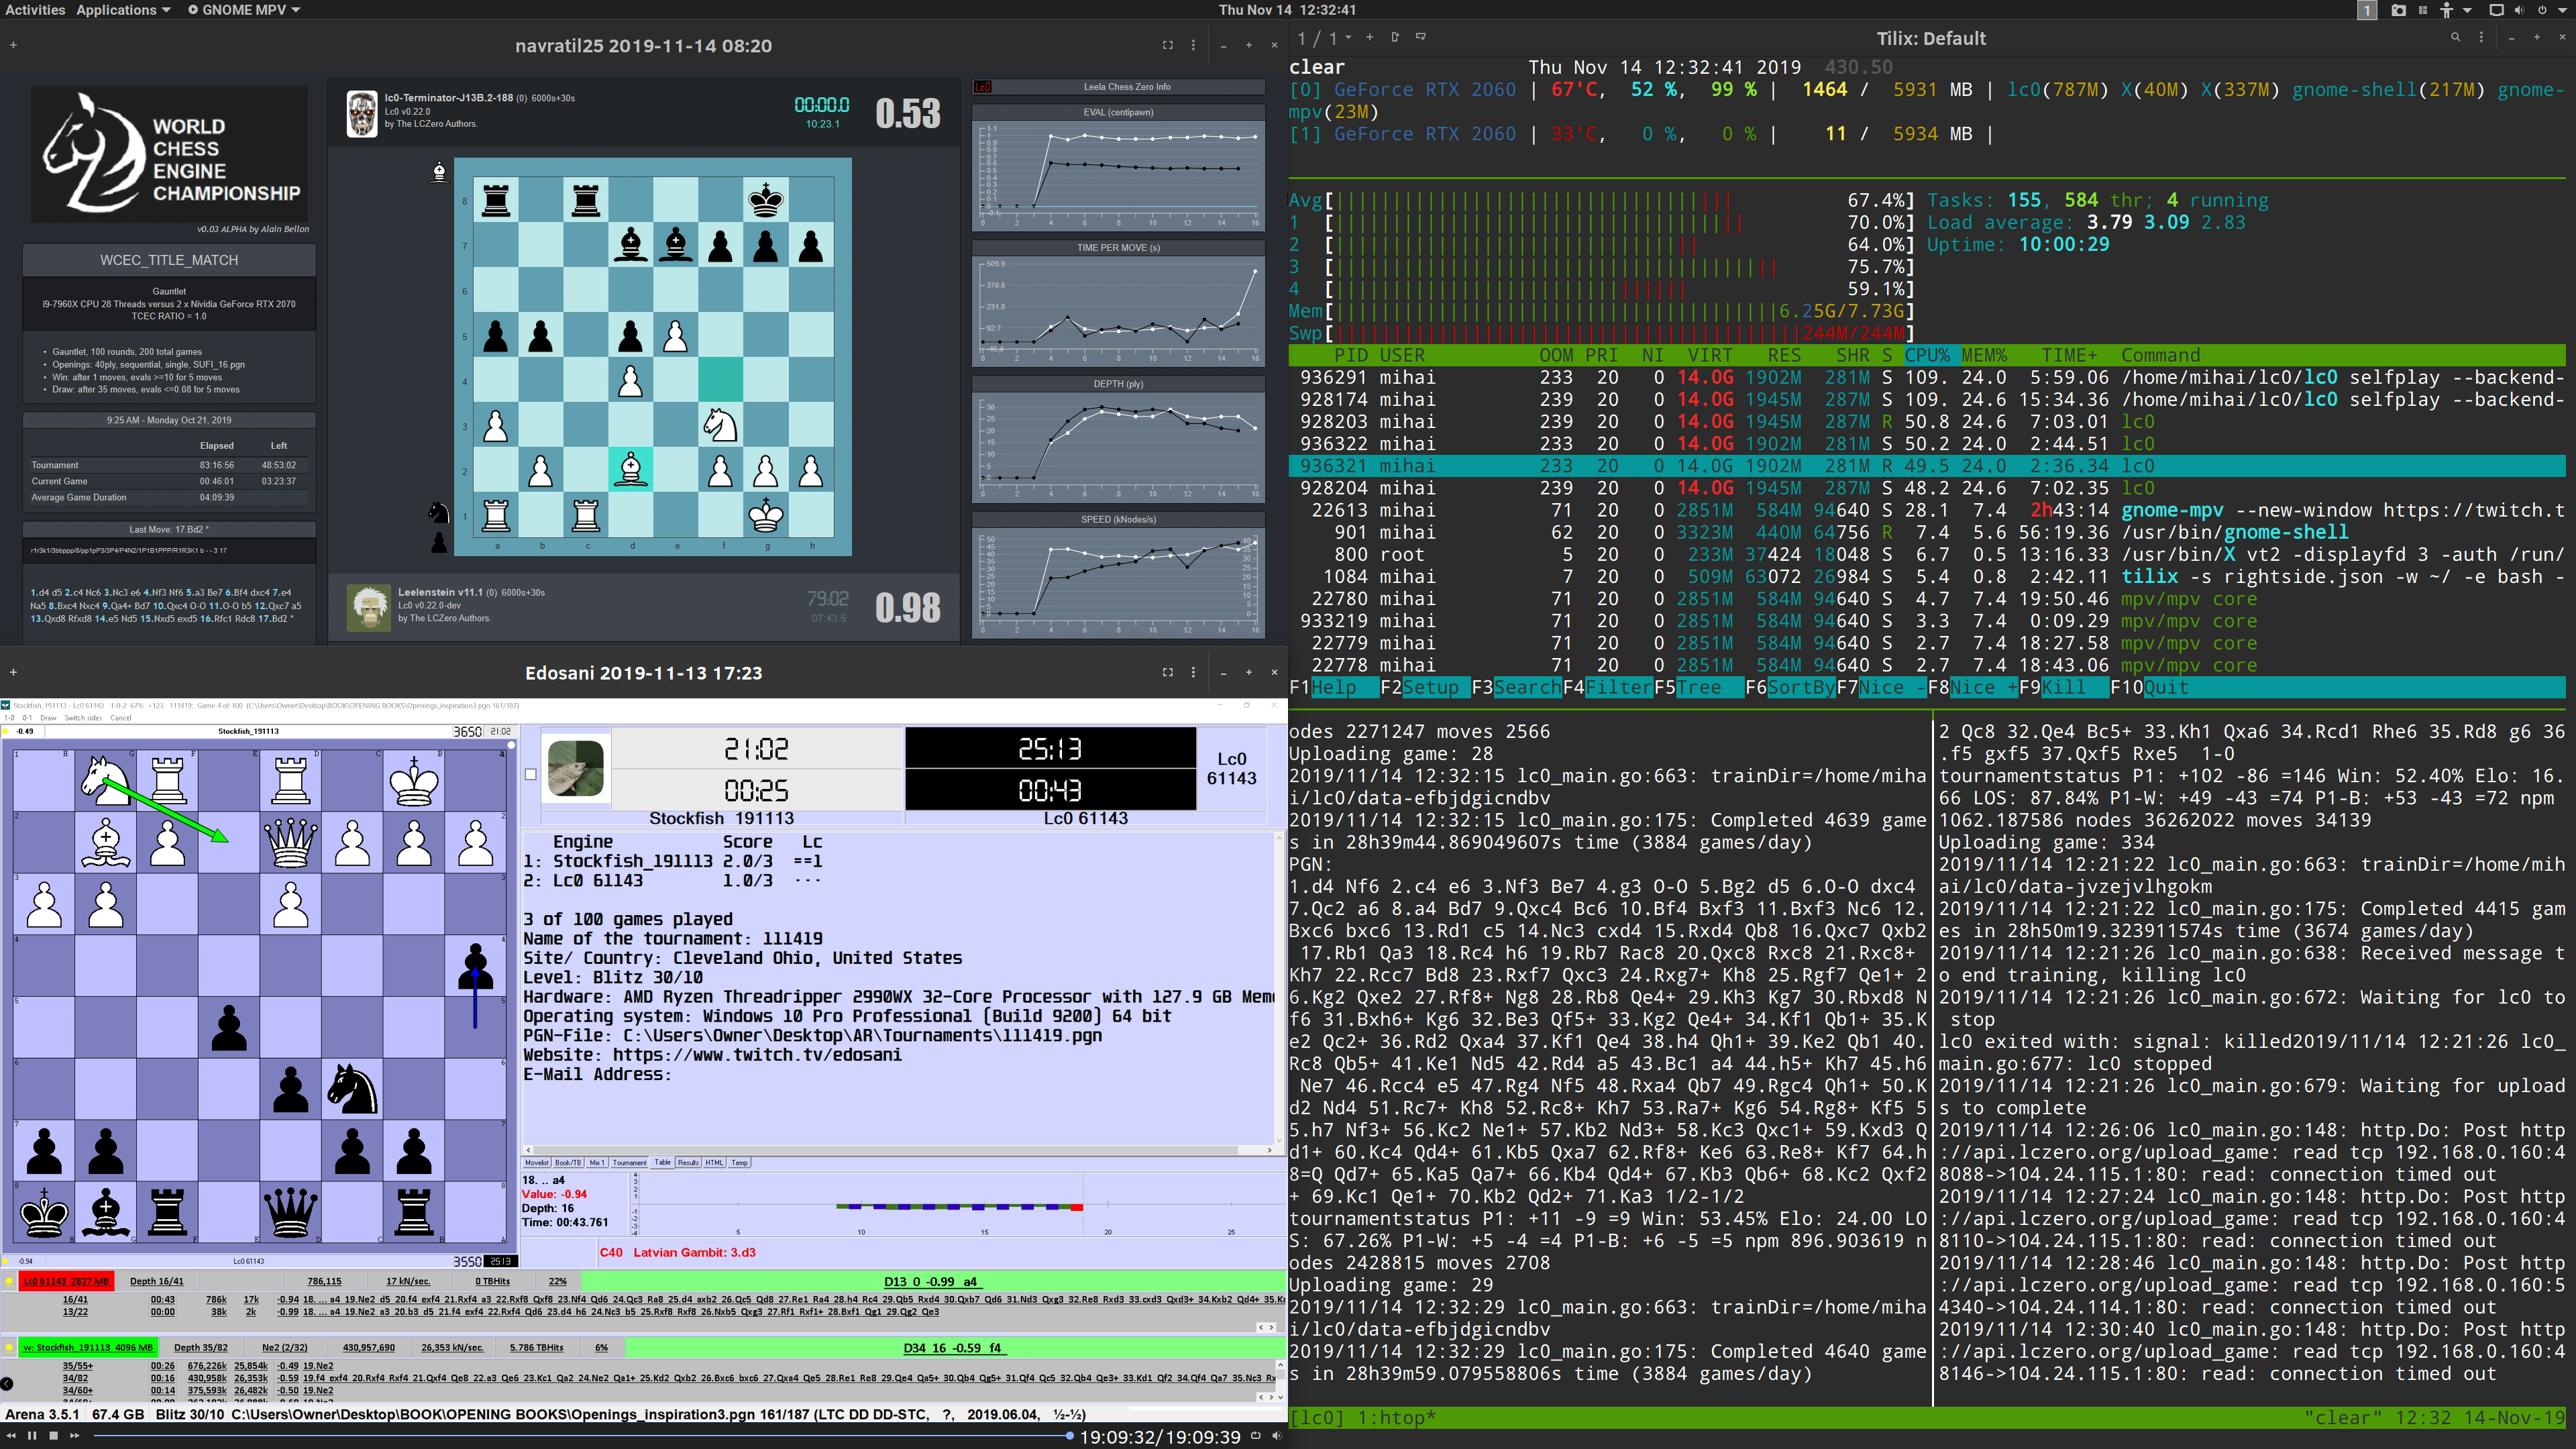 Activities Applications GNOME MPV
Thu Nov 14 12:32:41
1
navratil25 2019-11-14 08:20
WORLD
CHESS
ENGINE
CHAMPIONSHIP
v0.03 ALPHA by Alain Bellon
WCEC_TITLE_MATCH
Gauntlet
i9-7960X CPU 28 Threads versus 2 x Nividia GeForce RTX 2070
TCEC RATIO = 1.0
Gauntlet, 100 rounds, 200 total games
Openings: 40ply, sequential, single, SUFI_16.pgn
Win: after 1 moves, evals >=10 for 5 moves
Draw: after 35 moves, evals <=0.08 for 5 moves
9:25 AM - Monday Oct 21, 2019
Elapsed Left
Tournament 83:16:56 48:53:02
Current Game 00:46:01 03:23:37
Average Game Duration 04:09:39
Last Move: 17.Bd2 *
r1r3k1/3bbppp/8/pp1pP3/3P4/P4N2/1P1B1PPP/R1R3K1 b - - 3 17
1.d4 d5 2.c4 Nc6 3.Nc3 e6 4.Nf3 Nf6 5.a3 Be7 6.Bf4 dxc4 7.e4
Na5 8.Bxc4 Nxc4 9.Qa4+ Bd7 10.Qxc4 O-O 11.O-O b5 12.Qxc7 a5
13.Qxd8 Rfxd8 14.e5 Nd5 15.Nxd5 exd5 16.Rfc1 Rdc8 17.Bd2 *
lc0-Terminator-J13B.2-188 (0) 6000s+30s
Lc0 v0.22.0
by The LCZero Authors.
00:00.0
10:23.1
0.53
8
7
6
5
4
3
2
1
a b c d e f g h
Leelenstein v11.1 (0) 6000s+30s
Lc0 v0.22.0-dev
by The LCZero Authors.
79:02
07:43.5
0.98
Lc0 Leela Chess Zero Info
EVAL (centipawn)
TIME PER MOVE (s)
509.9
370.8
231.8
92.7
DEPTH (ply)
SPEED (kNodes/s)
Edosani 2019-11-13 17:23
Stockfish_191113 - Lc0 61143 1-0-2 67% +123 111419: Game 4 of 100 (C:\Users\Owner\Desktop\BOOK\OPENING BOOKS\Openings_inspiration3.pgn 161/187)
1-0 0-1 Draw Switch sides Cancel
-0.49 Stockfish_191113 3650 21:02
-0.94 Lc0 61143 3550 25:13
21:02 25:13
00:25 00:43
Lc0
61143
Stockfish 191113 Lc0 61143
Engine Score Lc
1: Stockfish_191113 2.0/3 ==1
2: Lc0 61143 1.0/3 ···
3 of 100 games played
Name of the tournament: 111419
Site/ Country: Cleveland Ohio, United States
Level: Blitz 30/10
Hardware: AMD Ryzen Threadripper 2990WX 32-Core Processor with 127.9 GB Mem
Operating system: Windows 10 Pro Professional (Build 9200) 64 bit
PGN-File: C:\Users\Owner\Desktop\AR\Tournaments\111419.pgn
Website: https://www.twitch.tv/edosani
E-Mail Address:
Movelist Book/TB Mix 1 Tournament Table Results HTML Temp
18. .. a4
Value: -0.94
Depth: 16
Time: 00:43.761
5 10 15 20 25
C40 Latvian Gambit: 3.d3
Lc0 61143 2827 MB Depth 16/41 786,115 17 kN/sec. 0 TBHits 22% D13 0 -0.99 a4
16/41 00:43 786k 17k -0.94 18. ... a4 19.Ne2 d5 20.f4 exf4 21.Rxf4 a3 22.Rxf8 Qxf8 23.Nf4 Qd6 24.Qc3 Ra8 25.d4 axb2 26.Qc5 Qd8 27.Re1 Ra4 28.h4 Rc4 29.Qb5 Rxd4 30.Qxb7 Qd6 31.Nd3 Qxg3 32.Re8 Rxd3 33.cxd3 Qxd3+ 34.Kxb2 Qd4+
13/22 00:00 38k 2k -0.99 18. ... a4 19.Ne2 a3 20.b3 d5 21.f4 exf4 22.Rxf4 Qd6 23.d4 h6 24.Nc3 b5 25.Rxf8 Rxf8 26.Nxb5 Qxg3 27.Rf1 Rxf1+ 28.Bxf1 Qg1 29.Qg2 Qe3
w: Stockfish_191113 4096 MB Depth 35/82 Ne2 (2/32) 430,957,690 26,353 kN/sec. 5.786 TBHits 6% D34 16 -0.59 f4
35/55+ 00:26 676,226k 25,854k -0.49 19.Ne2
34/82 00:16 430,958k 26,353k -0.59 19.f4 exf4 20.Rxf4 Rxf4 21.Qxf4 Qe8 22.a3 Qe6 23.Kc1 Qa2 24.Ne2 Qa1+ 25.Kd2 Qxb2 26.Bxc6 bxc6 27.Qxa4 Qe5 28.Re1 Re8 29.Qe4 Qa5+ 30.Qb4 Qg5+ 31.Qf4 Qc5 32.Qb4 Qe3+ 33.Kd1 Qf2 34.Qf4 Qa7 35.Nc3
34/60+ 00:14 375,593k 26,482k -0.50 19.Ne2
Arena 3.5.1 67.4 GB Blitz 30/10 C:\Users\Owner\Desktop\BOOK\OPENING BOOKS\Openings_inspiration3.pgn 161/187 (LTC DD DD-STC, ?, 2019.06.04, ½-½)
19:09:32/19:09:39
1 / 1 Tilix: Default
clear Thu Nov 14 12:32:41 2019 430.50
[0] GeForce RTX 2060 | 67'C, 52 %, 99 % | 1464 / 5931 MB | lc0(787M) X(40M) X(337M) gnome-shell(217M) gnome-
mpv(23M)
[1] GeForce RTX 2060 | 33'C, 0 %, 0 % | 11 / 5934 MB |
Avg[ 67.4%] Tasks: 155, 584 thr; 4 running
1 [ 70.0%] Load average: 3.79 3.09 2.83
2 [ 64.0%] Uptime: 10:00:29
3 [ 75.7%]
4 [ 59.1%]
Mem[ 6.25G/7.73G]
Swp[ 244M/244M]
PID USER OOM PRI NI VIRT RES SHR S CPU% MEM% TIME+ Command
936291 mihai 233 20 0 14.0G 1902M 281M S 109. 24.0 5:59.06 /home/mihai/lc0/lc0 selfplay --backend-
928174 mihai 239 20 0 14.0G 1945M 287M S 109. 24.6 15:34.36 /home/mihai/lc0/lc0 selfplay --backend-
928203 mihai 239 20 0 14.0G 1945M 287M R 50.8 24.6 7:03.01 lc0
936322 mihai 233 20 0 14.0G 1902M 281M S 50.2 24.0 2:44.51 lc0
936321 mihai 233 20 0 14.0G 1902M 281M R 49.5 24.0 2:36.34 lc0
928204 mihai 239 20 0 14.0G 1945M 287M S 48.2 24.6 7:02.35 lc0
22613 mihai 71 20 0 2851M 584M 94640 S 28.1 7.4 2h43:14 gnome-mpv --new-window https://twitch.t
901 mihai 62 20 0 3323M 440M 64756 R 7.4 5.6 56:19.36 /usr/bin/gnome-shell
800 root 5 20 0 233M 37424 18048 S 6.7 0.5 13:16.33 /usr/bin/X vt2 -displayfd 3 -auth /run/
1084 mihai 7 20 0 509M 63072 26984 S 5.4 0.8 2:42.11 tilix -s rightside.json -w ~/ -e bash -
22780 mihai 71 20 0 2851M 584M 94640 S 4.7 7.4 19:50.46 mpv/mpv core
933219 mihai 71 20 0 2851M 584M 94640 S 3.3 7.4 0:09.29 mpv/mpv core
22779 mihai 71 20 0 2851M 584M 94640 S 2.7 7.4 18:27.58 mpv/mpv core
22778 mihai 71 20 0 2851M 584M 94640 S 2.7 7.4 18:43.06 mpv/mpv core
F1Help F2Setup F3SearchF4FilterF5Tree F6SortByF7Nice -F8Nice +F9Kill F10Quit
odes 2271247 moves 2566
Uploading game: 28
2019/11/14 12:32:15 lc0_main.go:663: trainDir=/home/miha
i/lc0/data-efbjdgicndbv
2019/11/14 12:32:15 lc0_main.go:175: Completed 4639 game
s in 28h39m44.869049607s time (3884 games/day)
PGN:
1.d4 Nf6 2.c4 e6 3.Nf3 Be7 4.g3 O-O 5.Bg2 d5 6.O-O dxc4
7.Qc2 a6 8.a4 Bd7 9.Qxc4 Bc6 10.Bf4 Bxf3 11.Bxf3 Nc6 12.
Bxc6 bxc6 13.Rd1 c5 14.Nc3 cxd4 15.Rxd4 Qb8 16.Qxc7 Qxb2
17.Rb1 Qa3 18.Rc4 h6 19.Rb7 Rac8 20.Qxc8 Rxc8 21.Rxc8+
Kh7 22.Rcc7 Bd8 23.Rxf7 Qxc3 24.Rxg7+ Kh8 25.Rgf7 Qe1+ 2
6.Kg2 Qxe2 27.Rf8+ Ng8 28.Rb8 Qe4+ 29.Kh3 Kg7 30.Rbxd8 N
f6 31.Bxh6+ Kg6 32.Be3 Qf5+ 33.Kg2 Qe4+ 34.Kf1 Qb1+ 35.K
e2 Qc2+ 36.Rd2 Qxa4 37.Kf1 Qe4 38.h4 Qh1+ 39.Ke2 Qb1 40.
Rc8 Qb5+ 41.Ke1 Nd5 42.Rd4 a5 43.Bc1 a4 44.h5+ Kh7 45.h6
Ne7 46.Rcc4 e5 47.Rg4 Nf5 48.Rxa4 Qb7 49.Rgc4 Qh1+ 50.K
d2 Nd4 51.Rc7+ Kh8 52.Rc8+ Kh7 53.Ra7+ Kg6 54.Rg8+ Kf5 5
5.h7 Nf3+ 56.Kc2 Ne1+ 57.Kb2 Nd3+ 58.Kc3 Qxc1+ 59.Kxd3 Q
d1+ 60.Kc4 Qd4+ 61.Kb5 Qxa7 62.Rf8+ Ke6 63.Re8+ Kf7 64.h
8=Q Qd7+ 65.Ka5 Qa7+ 66.Kb4 Qd4+ 67.Kb3 Qb6+ 68.Kc2 Qxf2
+ 69.Kc1 Qe1+ 70.Kb2 Qd2+ 71.Ka3 1/2-1/2
tournamentstatus P1: +11 -9 =9 Win: 53.45% Elo: 24.00 LO
S: 67.26% P1-W: +5 -4 =4 P1-B: +6 -5 =5 npm 896.903619 n
odes 2428815 moves 2708
Uploading game: 29
2019/11/14 12:32:29 lc0_main.go:663: trainDir=/home/miha
i/lc0/data-efbjdgicndbv
2019/11/14 12:32:29 lc0_main.go:175: Completed 4640 game
s in 28h39m59.079558806s time (3884 games/day)
2 Qc8 32.Qe4 Bc5+ 33.Kh1 Qxa6 34.Rcd1 Rhe6 35.Rd8 g6 36
.f5 gxf5 37.Qxf5 Rxe5 1-0
tournamentstatus P1: +102 -86 =146 Win: 52.40% Elo: 16.
66 LOS: 87.84% P1-W: +49 -43 =74 P1-B: +53 -43 =72 npm
1062.187586 nodes 36262022 moves 34139
Uploading game: 334
2019/11/14 12:21:22 lc0_main.go:663: trainDir=/home/mih
ai/lc0/data-jvzejvlhgokm
2019/11/14 12:21:22 lc0_main.go:175: Completed 4415 gam
es in 28h50m19.323911574s time (3674 games/day)
2019/11/14 12:21:26 lc0_main.go:638: Received message t
o end training, killing lc0
2019/11/14 12:21:26 lc0_main.go:672: Waiting for lc0 to
stop
lc0 exited with: signal: killed2019/11/14 12:21:26 lc0_
main.go:677: lc0 stopped
2019/11/14 12:21:26 lc0_main.go:679: Waiting for upload
s to complete
2019/11/14 12:26:06 lc0_main.go:148: http.Do: Post http
://api.lczero.org/upload_game: read tcp 192.168.0.160:4
8088->104.24.115.1:80: read: connection timed out
2019/11/14 12:27:24 lc0_main.go:148: http.Do: Post http
://api.lczero.org/upload_game: read tcp 192.168.0.160:4
8110->104.24.115.1:80: read: connection timed out
2019/11/14 12:28:46 lc0_main.go:148: http.Do: Post http
://api.lczero.org/upload_game: read tcp 192.168.0.160:5
4340->104.24.114.1:80: read: connection timed out
2019/11/14 12:30:40 lc0_main.go:148: http.Do: Post http
://api.lczero.org/upload_game: read tcp 192.168.0.160:4
8146->104.24.115.1:80: read: connection timed out
[lc0] 1:htop* "clear" 12:32 14-Nov-19